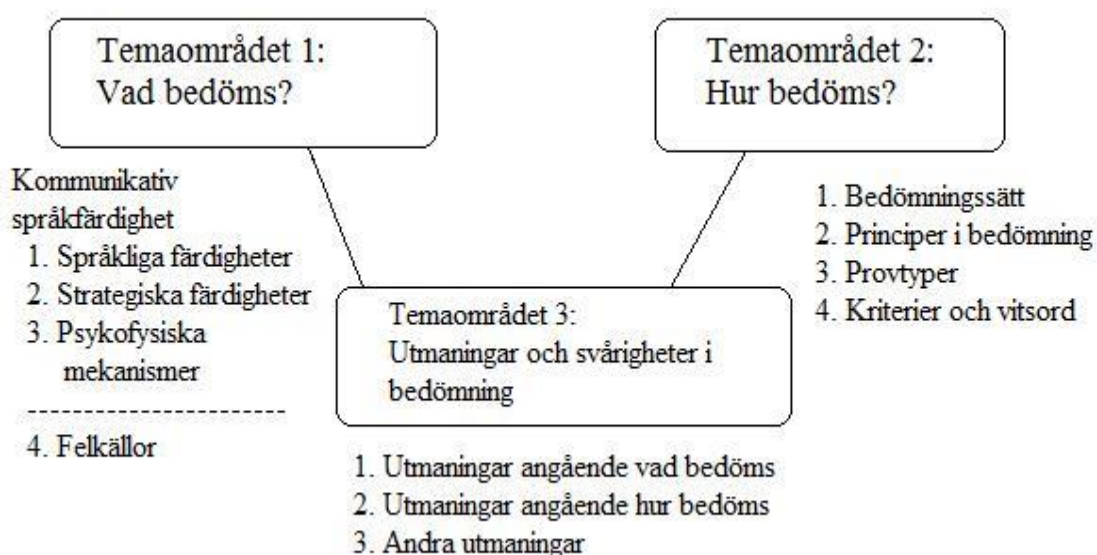 Temaområdet 1:
Vad bedöms?
Temaområdet 2:
Hur bedöms?
Kommunikativ
språkfärdighet
1. Språkliga färdigheter
2. Strategiska färdigheter
3. Psykofysiska
mekanismer
-----------------------
4. Felkällor
1. Bedömningssätt
2. Principer i bedömning
3. Provtyper
4. Kriterier och vitsord
Temaområdet 3:
Utmaningar och svårigheter i
bedömning
1. Utmaningar angående vad bedöms
2. Utmaningar angående hur bedöms
3. Andra utmaningar